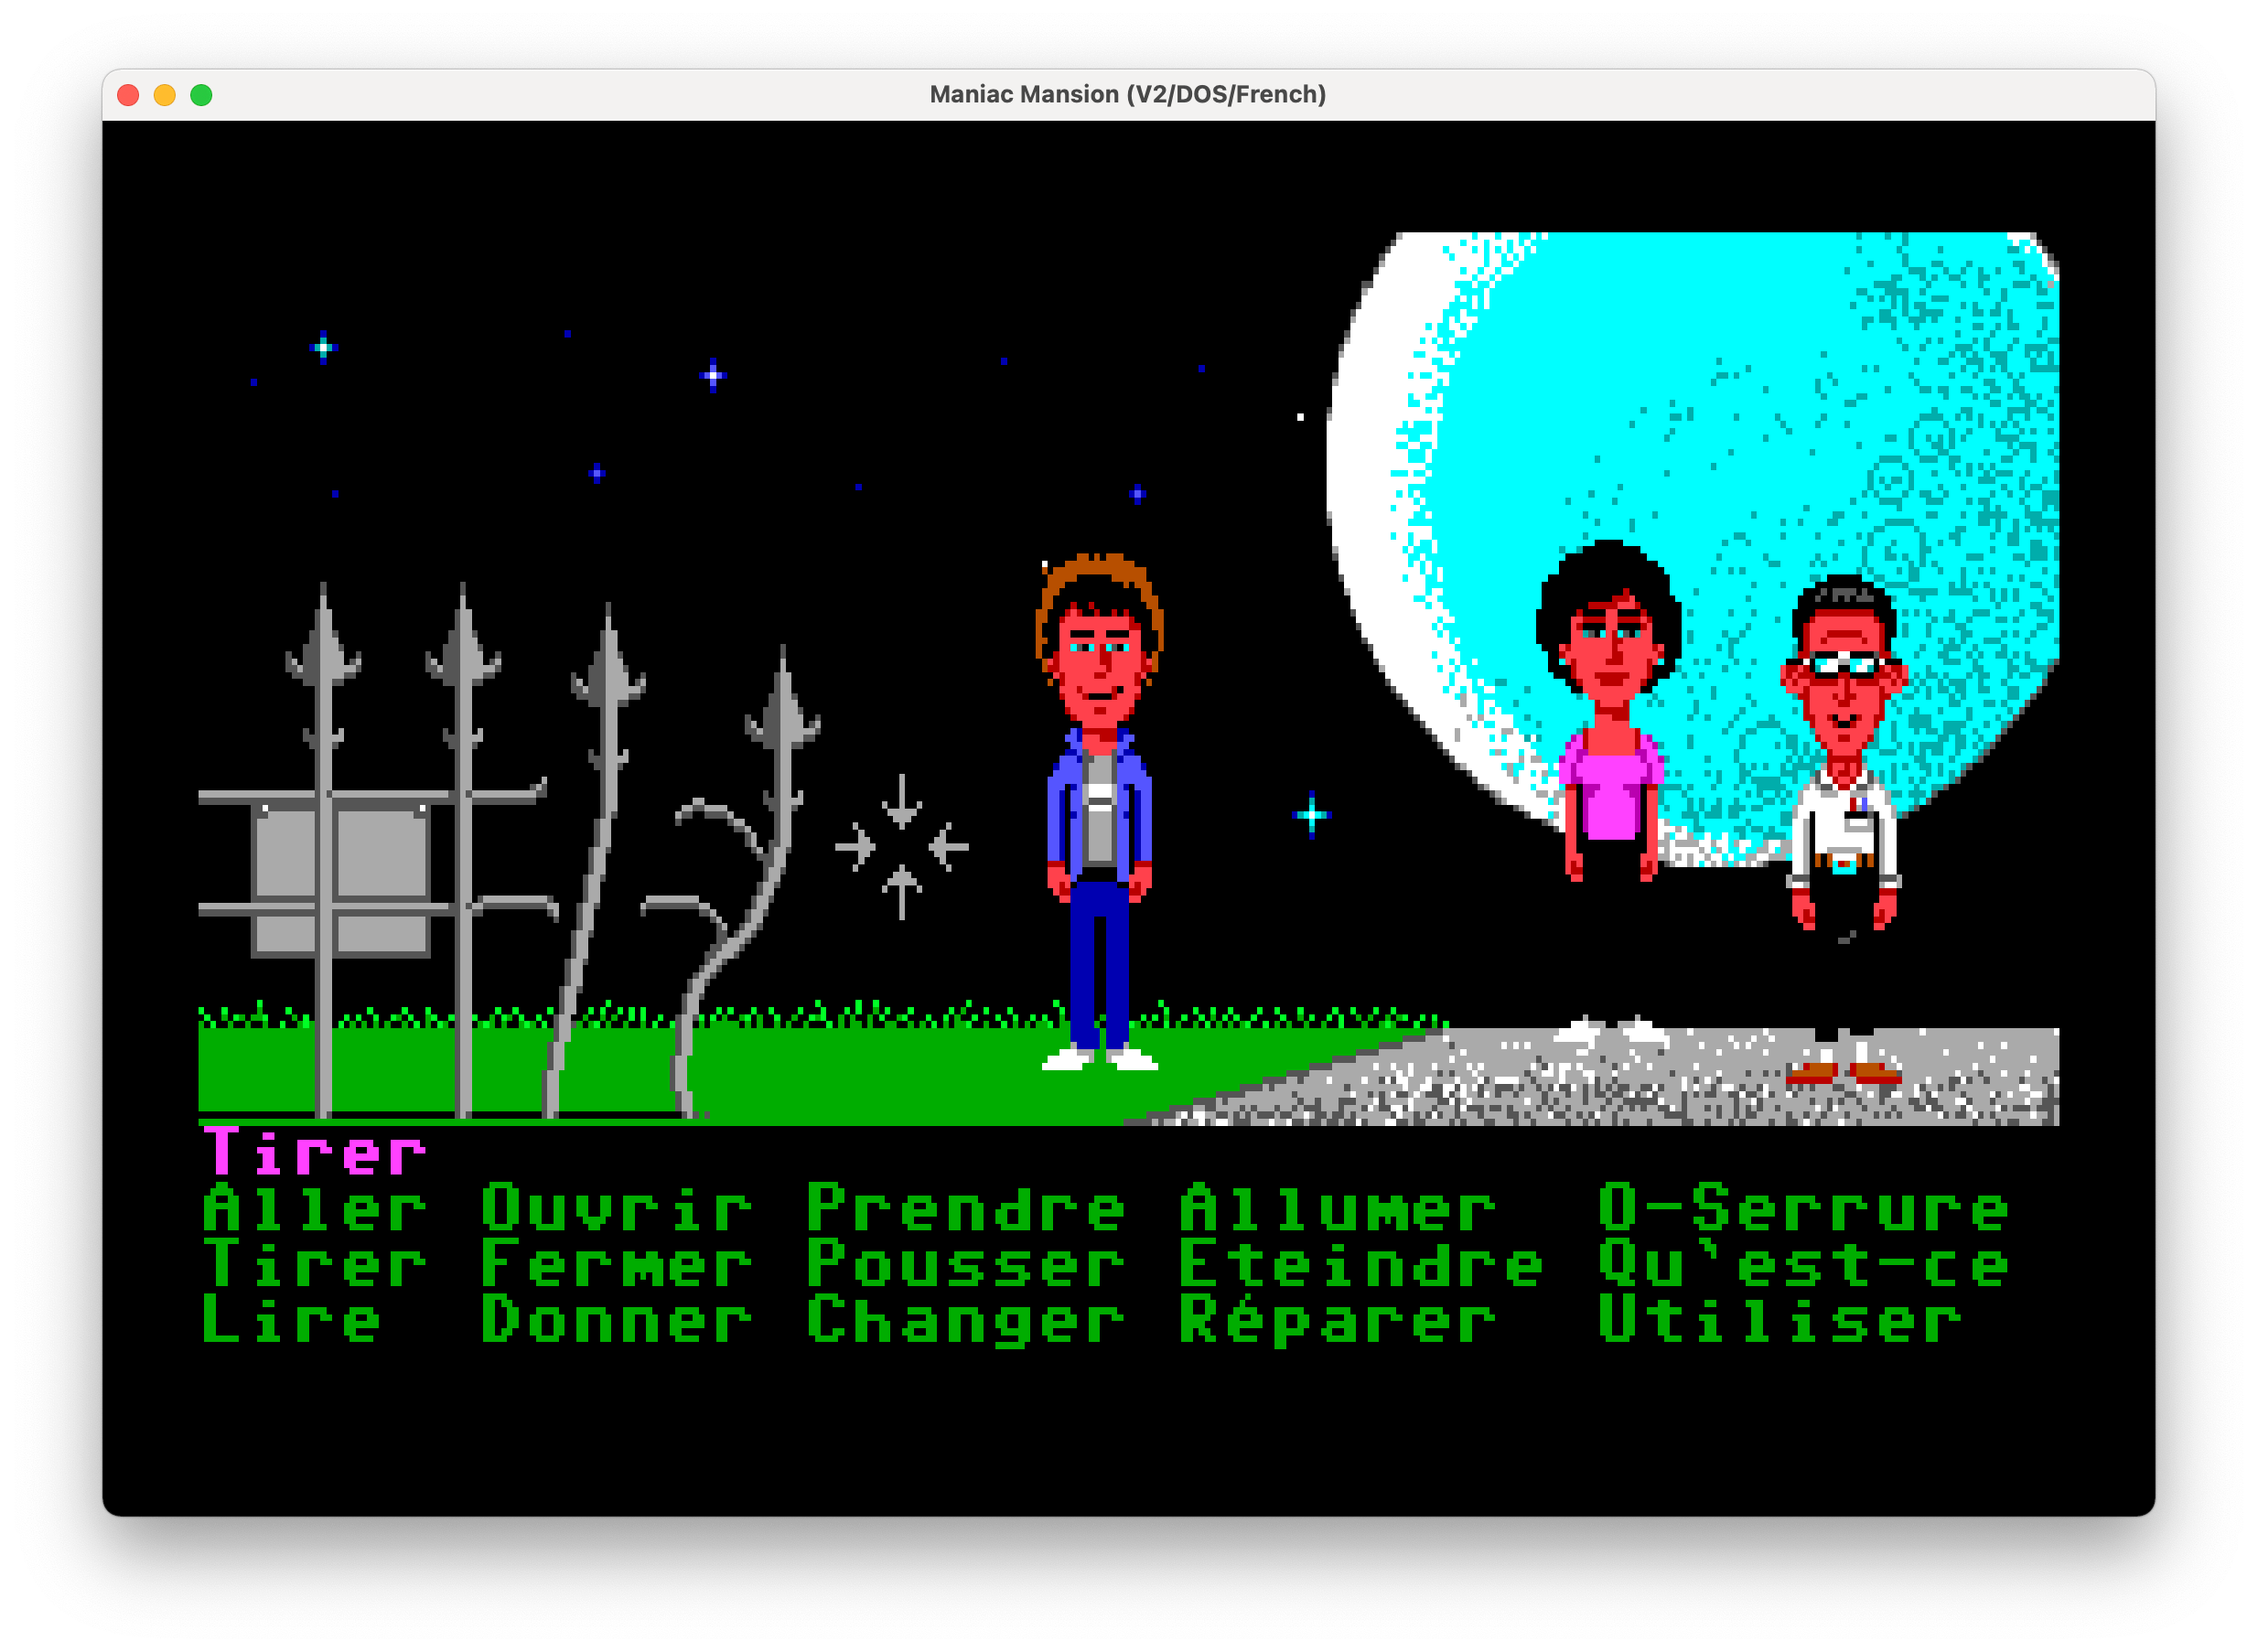 Maniac Mansion (V2/DOS/French)
Tirer
Aller Ouvrir Prendre Allumer O-Serrure
Tirer Fermer Pousser Eteindre Qu`est-ce
Lire Donner Changer Réparer Utiliser